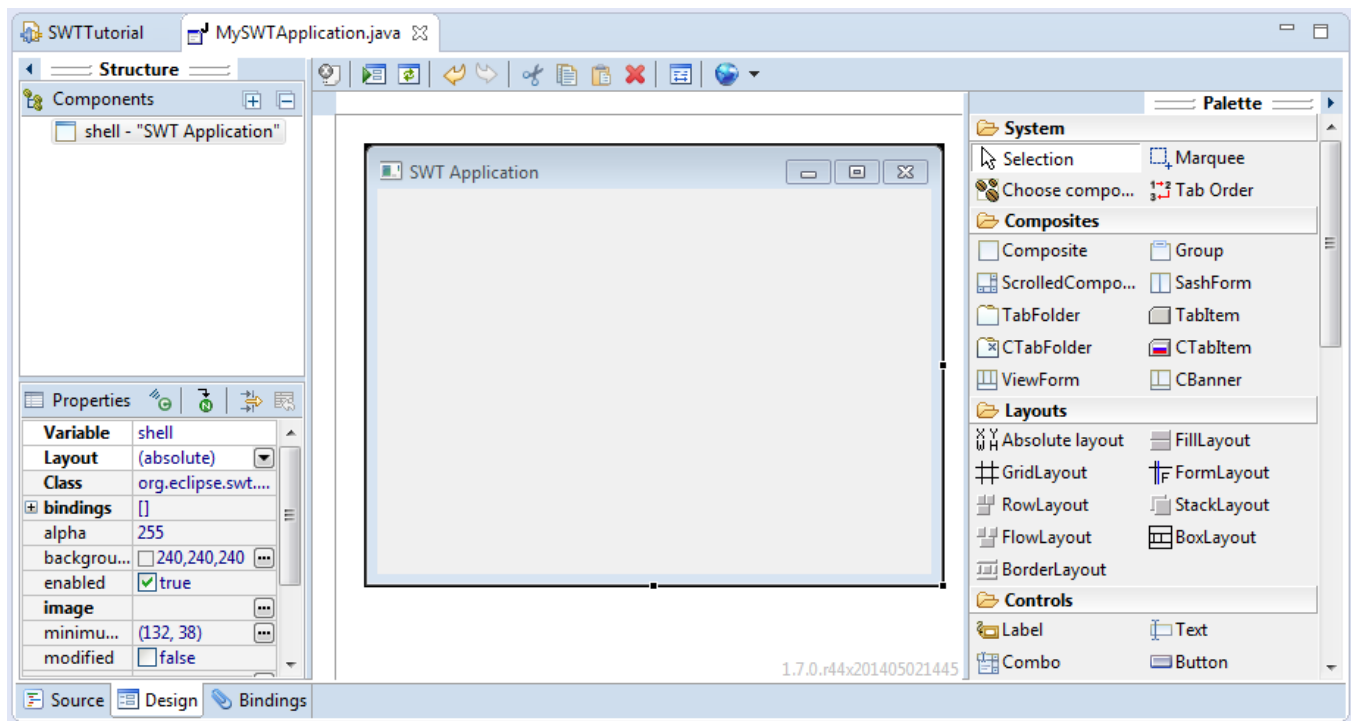 SWTTutorial
MySWTApplication.java
Structure
Components
shell - "SWT Application"
Properties
Variable shell
Layout (absolute)
Class org.eclipse.swt....
bindings []
alpha 255
backgrou... 240,240,240
enabled true
image
minimu... (132, 38)
modified false
SWT Application
1.7.0.r44x201405021445
Palette
System
Selection Marquee
Choose compo... Tab Order
Composites
Composite Group
ScrolledCompo... SashForm
TabFolder TabItem
CTabFolder CTabItem
ViewForm CBanner
Layouts
Absolute layout FillLayout
GridLayout FormLayout
RowLayout StackLayout
FlowLayout BoxLayout
BorderLayout
Controls
Label Text
Combo Button
Source Design Bindings